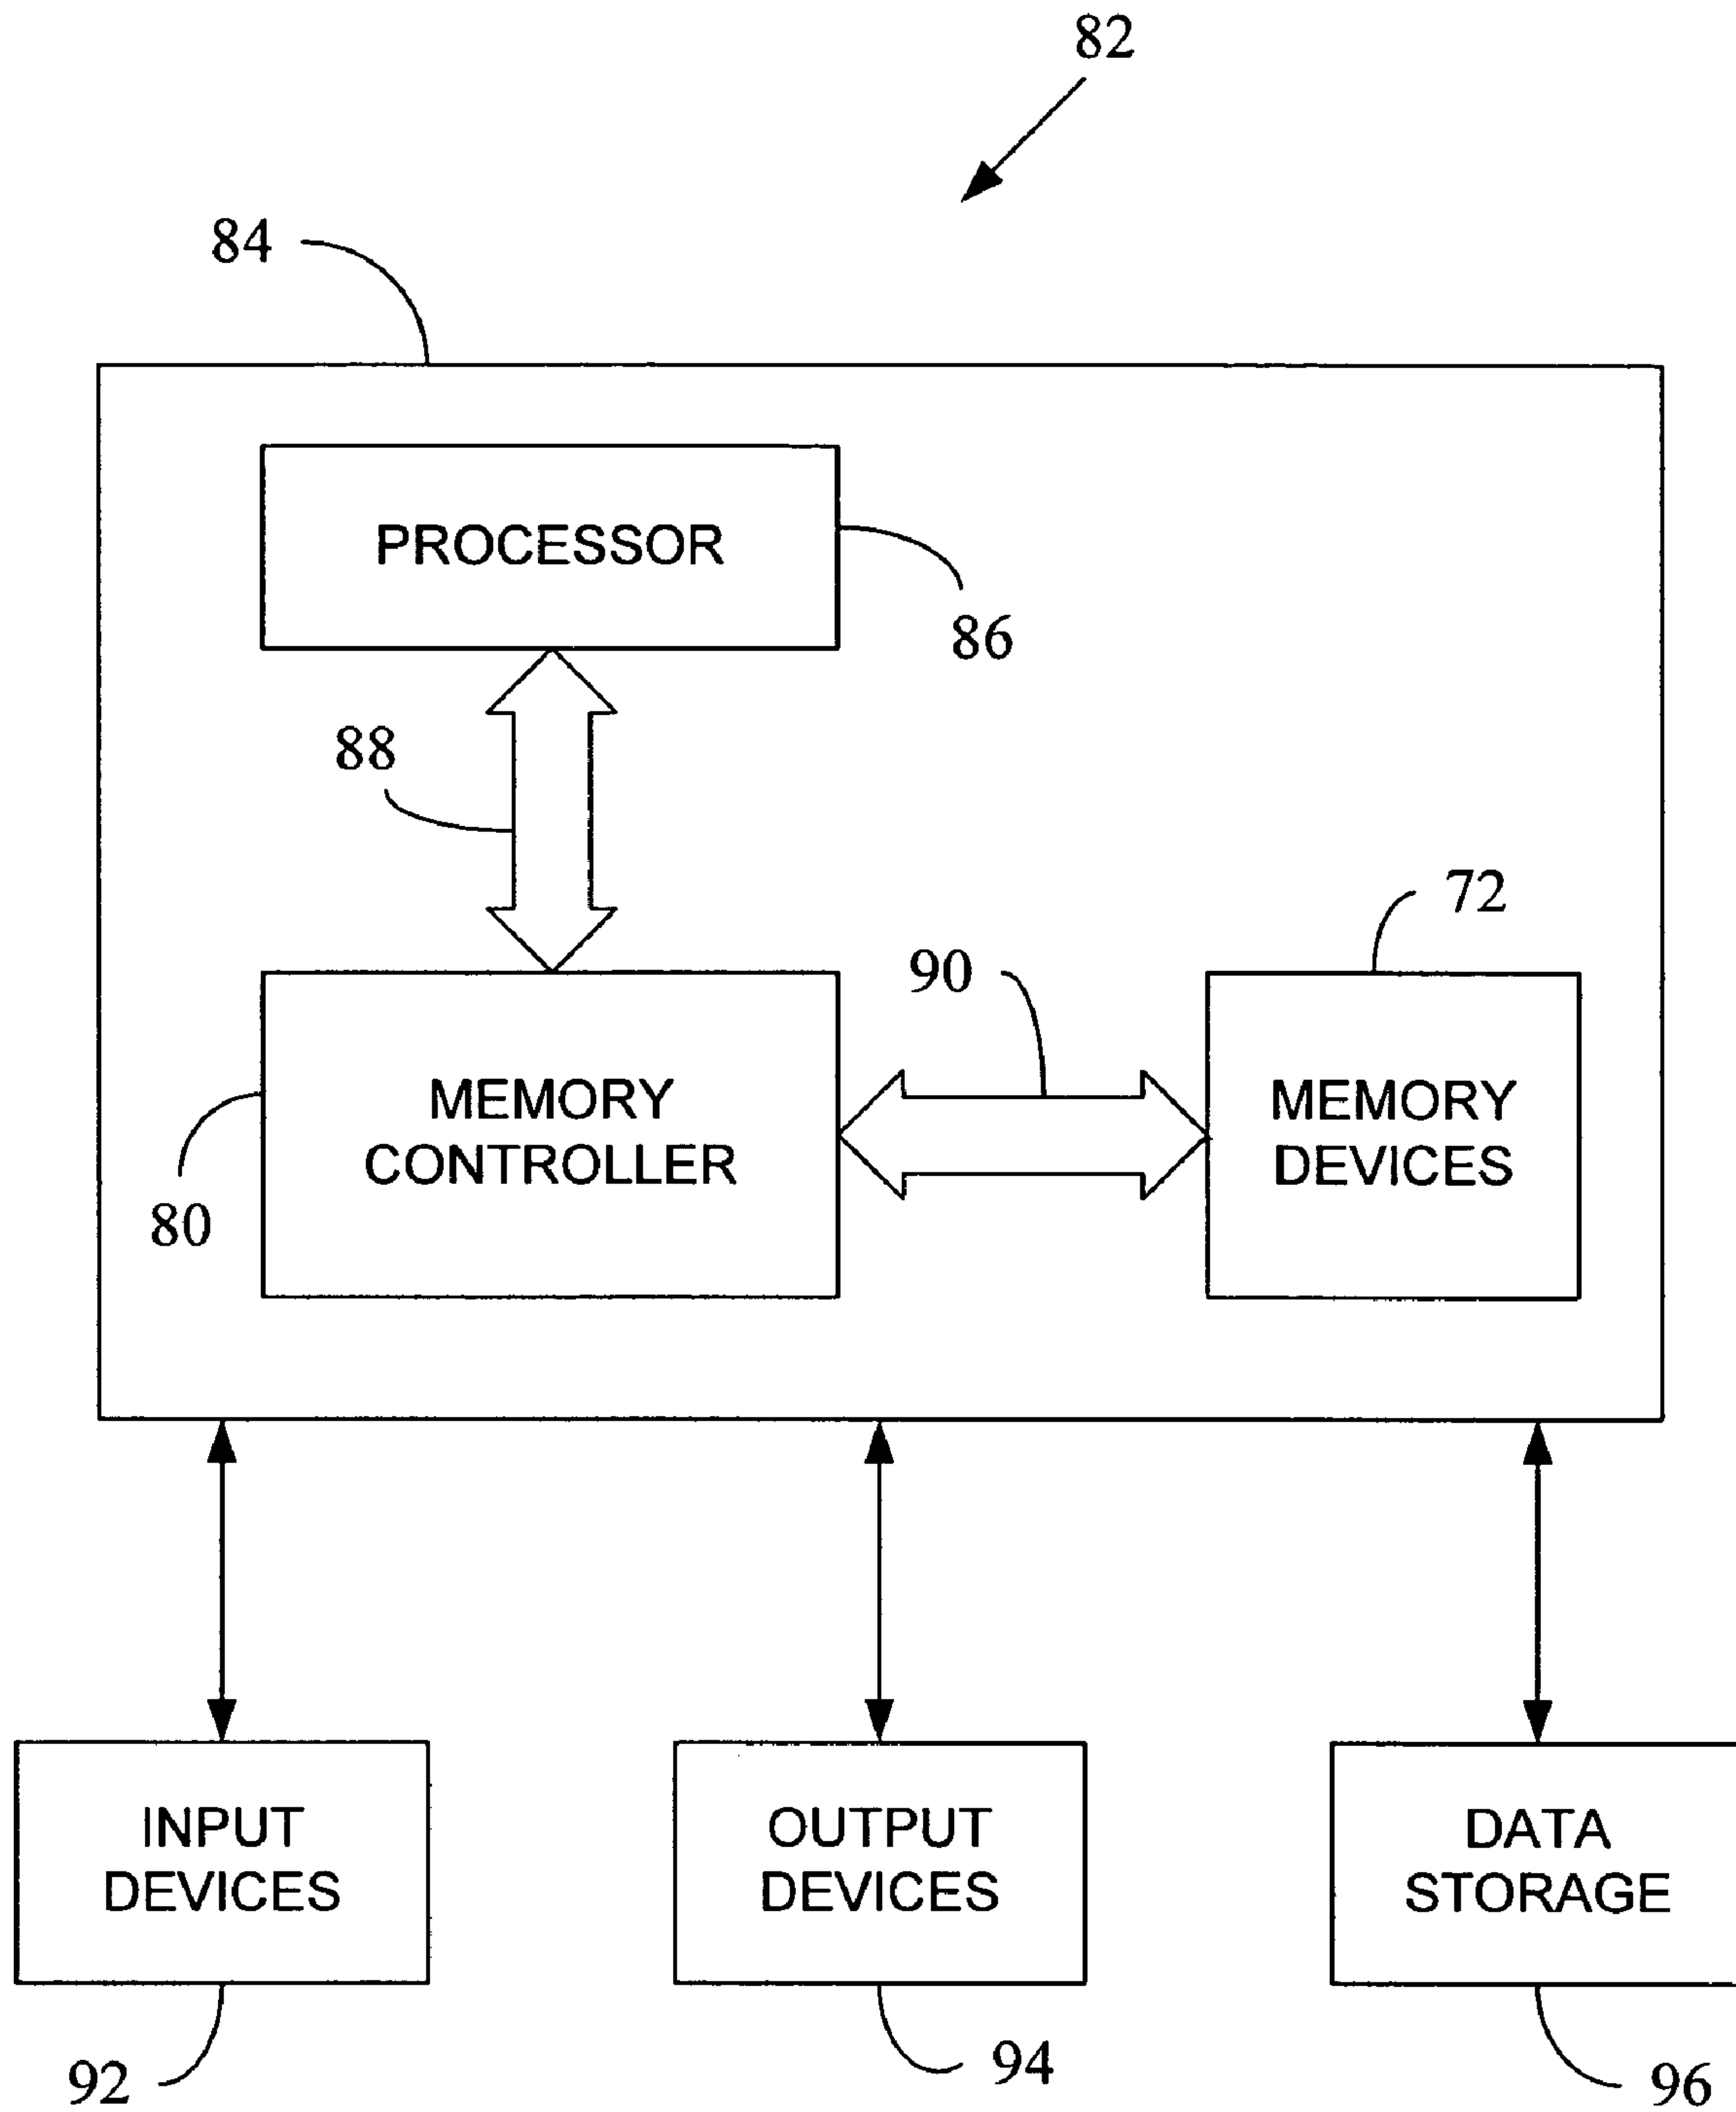 82
84
PROCESSOR
86
88
72
90
MEMORY
CONTROLLER
MEMORY
DEVICES
80
INPUT
DEVICES
OUTPUT
DEVICES
DATA
STORAGE
92
94
96